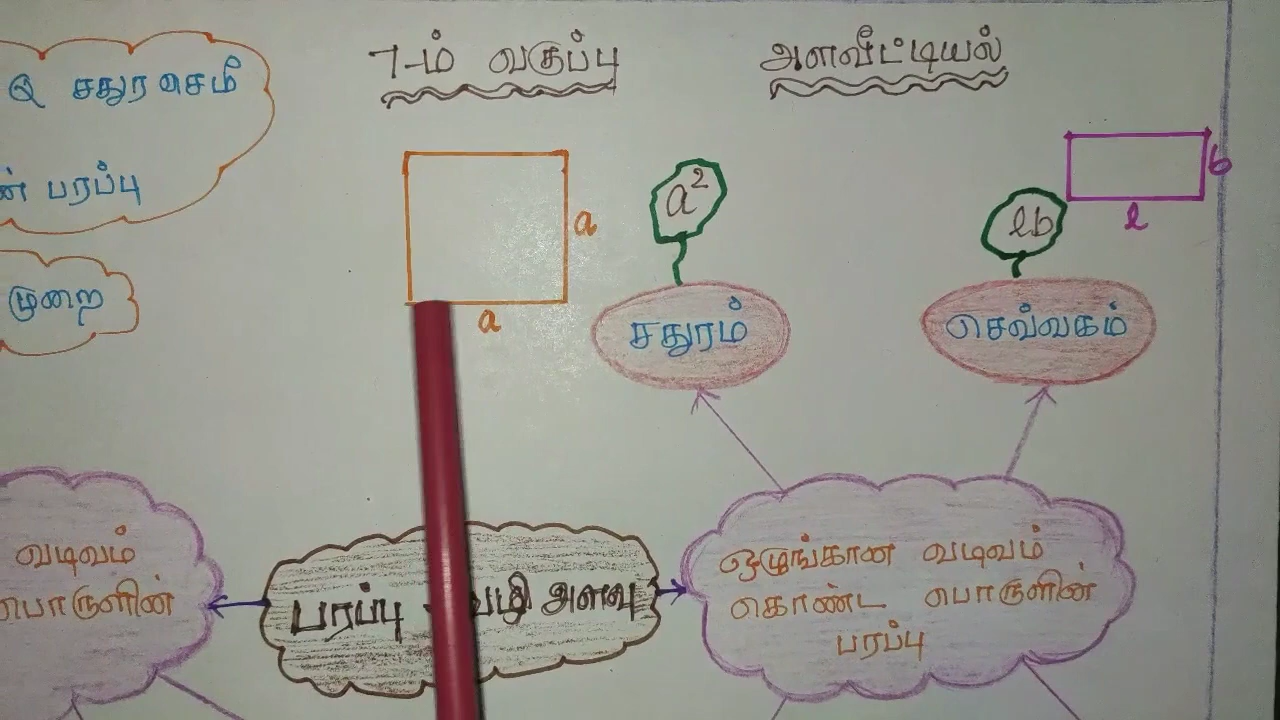 7-ம் வகுப்பு
அளவீட்டியல்
சதுர செமீ
ன் பரப்பு
முறை
a
a
a²
சதுரம்
lb
b
l
செவ்வகம்
வடிவம்
பொருளின்
பரப்பு வழி அளவு
ஒழுங்கான வடிவம்
கொண்ட பொருளின்
பரப்பு